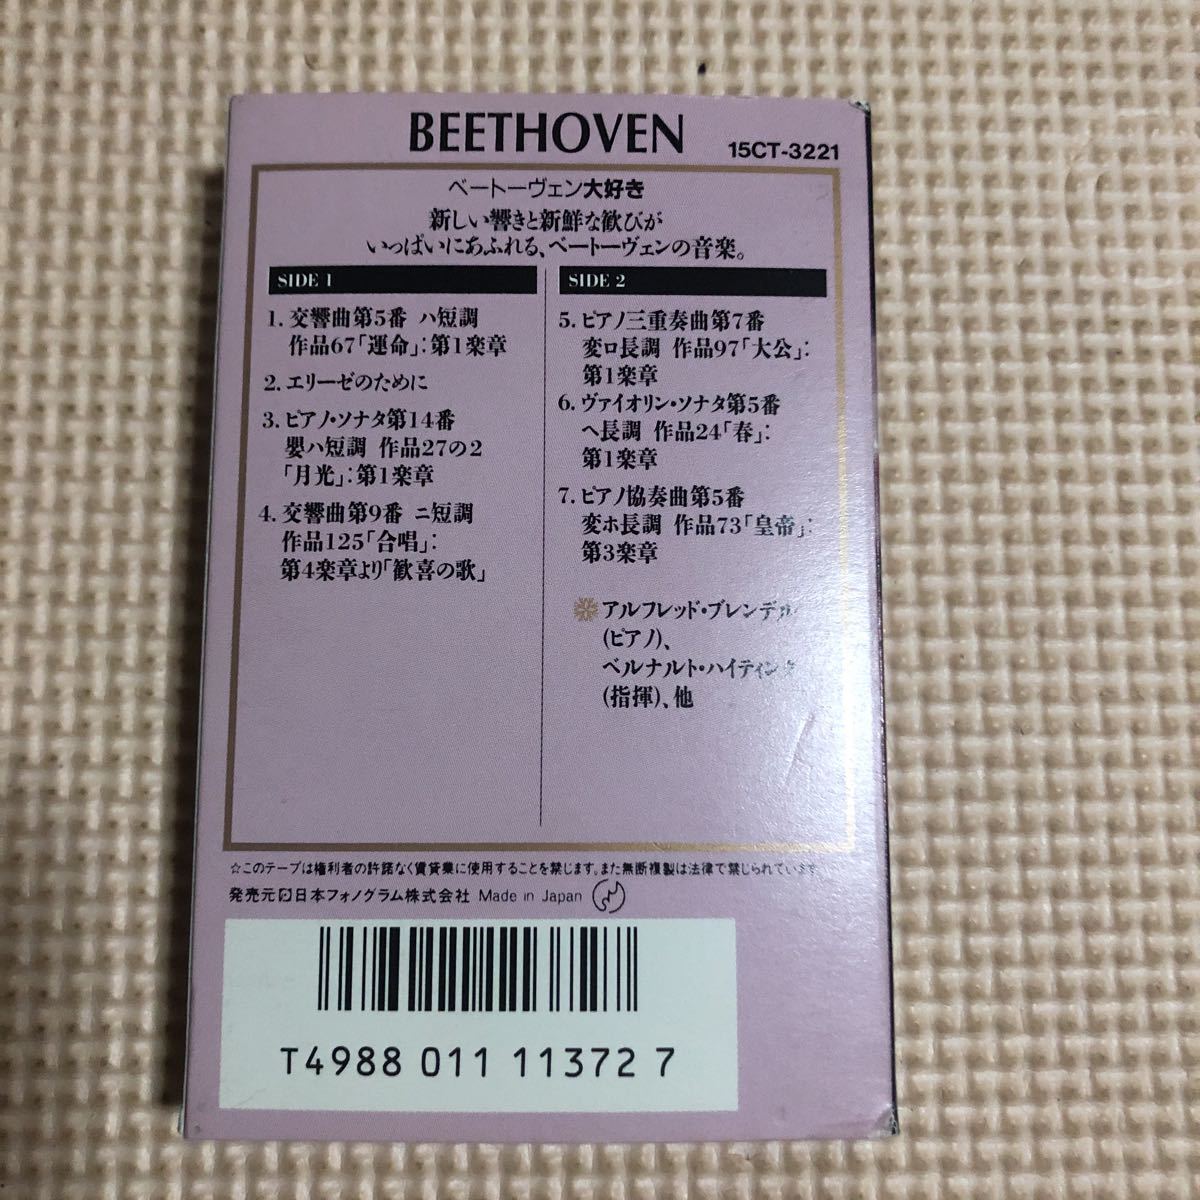 BEETHOVEN
15CT-3221
ベートーヴェン大好き
新しい響きと新鮮な歓びが
いっぱいにあふれる、ベートーヴェンの音楽。
SIDE 1
1. 交響曲第5番 ハ短調
作品67「運命」:第1楽章
2. エリーゼのために
3. ピアノ・ソナタ第14番
嬰ハ短調 作品27の2
「月光」:第1楽章
4. 交響曲第9番 ニ短調
作品125「合唱」:
第4楽章より「歓喜の歌」
SIDE 2
5. ピアノ三重奏曲第7番
変ロ長調 作品97「大公」:
第1楽章
6. ヴァイオリン・ソナタ第5番
ヘ長調 作品24「春」:
第1楽章
7. ピアノ協奏曲第5番
変ホ長調 作品73「皇帝」:
第3楽章
アルフレッド・ブレンデル
(ピアノ)、
ベルナルト・ハイティンク
(指揮)、他
☆このテープは権利者の許諾なく賃貸業に使用することを禁じます。また無断複製は法律で禁じられています。
発売元 日本フォノグラム株式会社 Made in Japan
T4988 011 11372 7